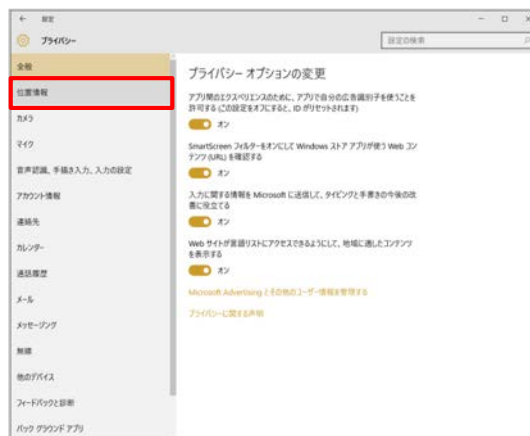 ← 設定
プライバシー
設定の検索
全般
位置情報
カメラ
マイク
音声認識、手描き入力、入力の設定
アカウント情報
連絡先
カレンダー
通話履歴
メール
メッセージング
無線
他のデバイス
フィードバックと診断
バック グラウンド アプリ
プライバシー オプションの変更
アプリ間のエクスペリエンスのために、アプリで自分の広告識別子を使うことを
許可する (この設定をオフにすると、ID がリセットされます)
オン
SmartScreen フィルターをオンにして Windows ストア アプリが使う Web コン
テンツ (URL) を確認する
オン
入力に関する情報を Microsoft に送信して、タイピングと手書きの今後の改
善に役立てる
オン
Web サイトが言語リストにアクセスできるようにして、地域に適したコンテンツ
を表示する
オン
Microsoft Advertising とその他のユーザー情報を管理する
プライバシーに関する声明